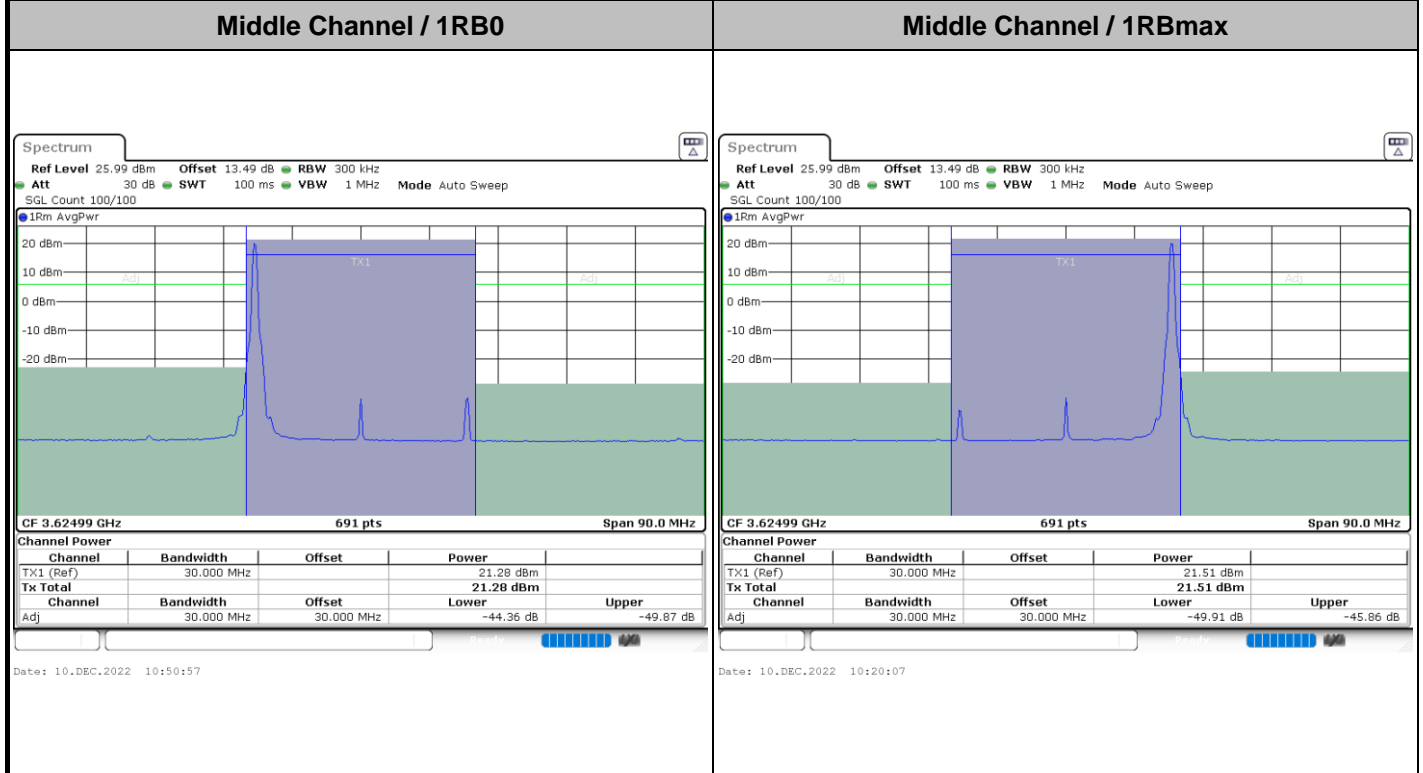 Middle Channel / 1RB0
Spectrum
Ref Level 25.99 dBm Offset 13.49 dB RBW 300 kHz
Att 30 dB SWT 100 ms VBW 1 MHz Mode Auto Sweep
SGL Count 100/100
1Rm AvgPwr
20 dBm
TX1
10 dBm
Adj
Adj
0 dBm
-10 dBm
-20 dBm
CF 3.62499 GHz 691 pts Span 90.0 MHz
Channel Power
Channel Bandwidth Offset Power
TX1 (Ref) 30.000 MHz 21.28 dBm
Tx Total 21.28 dBm
Channel Bandwidth Offset Lower Upper
Adj 30.000 MHz 30.000 MHz -44.36 dB -49.87 dB
Ready
Date: 10.DEC.2022 10:50:57
Middle Channel / 1RBmax
Spectrum
Ref Level 25.99 dBm Offset 13.49 dB RBW 300 kHz
Att 30 dB SWT 100 ms VBW 1 MHz Mode Auto Sweep
SGL Count 100/100
1Rm AvgPwr
20 dBm
TX1
10 dBm
Adj
Adj
0 dBm
-10 dBm
-20 dBm
CF 3.62499 GHz 691 pts Span 90.0 MHz
Channel Power
Channel Bandwidth Offset Power
TX1 (Ref) 30.000 MHz 21.51 dBm
Tx Total 21.51 dBm
Channel Bandwidth Offset Lower Upper
Adj 30.000 MHz 30.000 MHz -49.91 dB -45.86 dB
Ready
Date: 10.DEC.2022 10:20:07